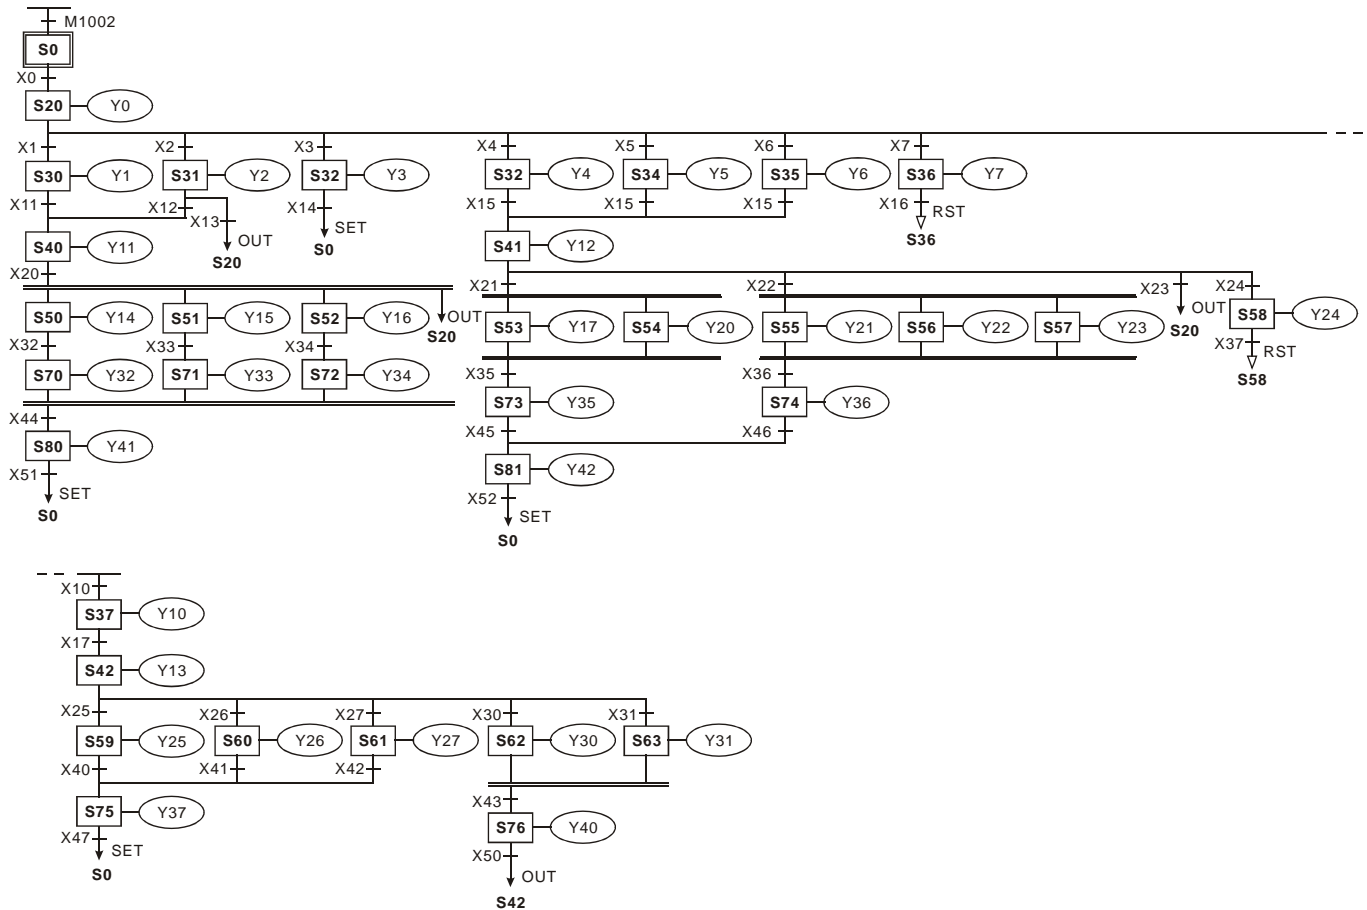 M1002
S0
X0
S20 Y0
X1 X2 X3 X4 X5 X6 X7
S30 Y1 S31 Y2 S32 Y3 S32 Y4 S34 Y5 S35 Y6 S36 Y7
X11 X12 X13 X14 X15 X15 X15 X16
SET RST
S0 S36
OUT
S20
S40 Y11 S41 Y12
X20 X21 X22 X23 X24
S50 Y14 S51 Y15 S52 Y16 OUT S53 Y17 S54 Y20 S55 Y21 S56 Y22 S57 Y23 OUT S58 Y24
S20 S20
X32 X33 X34 X37 RST
S58
S70 Y32 S71 Y33 S72 Y34 X35 X36
S73 Y35 S74 Y36
X44 X45 X46
S80 Y41 S81 Y42
X51 SET X52 SET
S0 S0
X10
S37 Y10
X17
S42 Y13
X25 X26 X27 X30 X31
S59 Y25 S60 Y26 S61 Y27 S62 Y30 S63 Y31
X40 X41 X42
X43
S75 Y37 S76 Y40
X47 SET X50 OUT
S0 S42